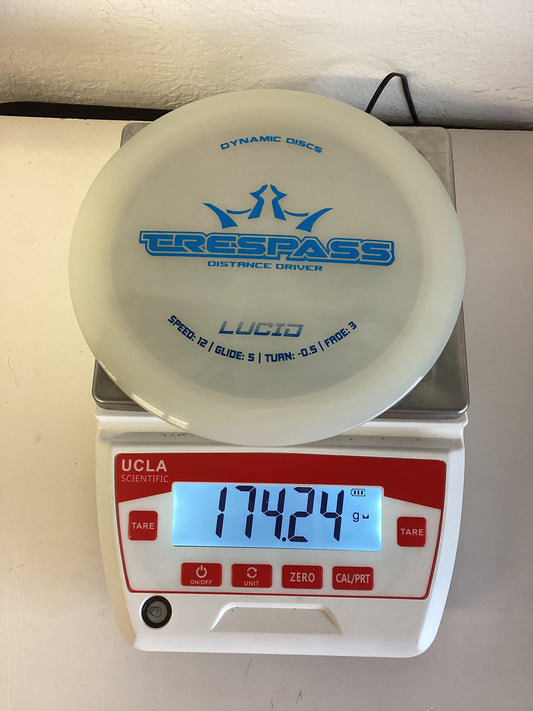 DYNAMIC DISCS
TRESPASS
DISTANCE DRIVER
LUCID
SPEED: 12 | GLIDE: 5 | TURN: -0.5 | FADE: 3
UCLA
SCIENTIFIC
174.24 g
TARE
TARE
ON/OFF
UNIT
ZERO
CAL/PRT